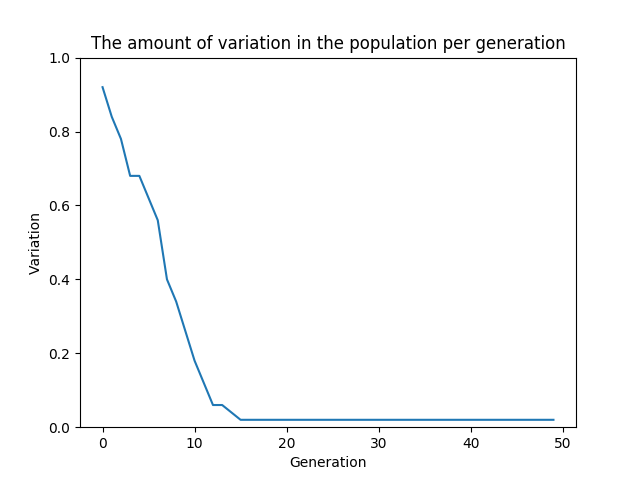 The amount of variation in the population per generation
1.0
0.8
0.6
0.4
0.2
0.0
Variation
0 10 20 30 40 50
Generation